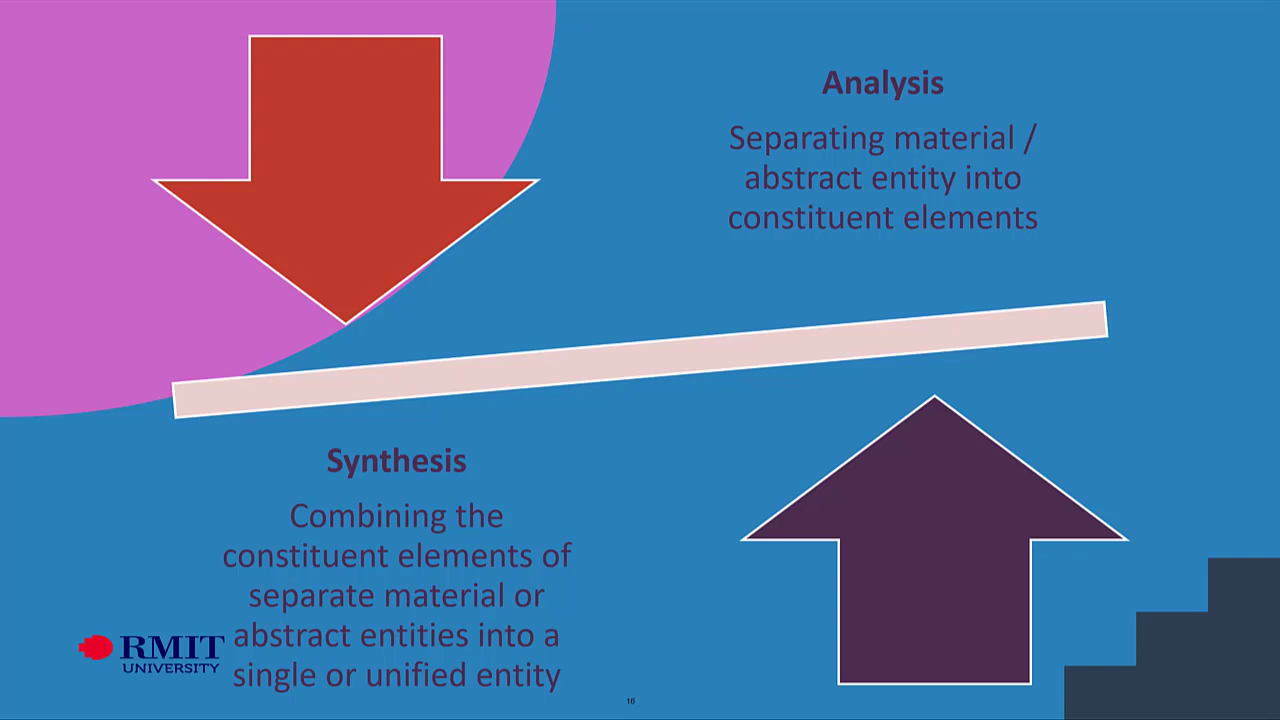 Analysis
Separating material /
abstract entity into
constituent elements
Synthesis
Combining the
constituent elements of
separate material or
abstract entities into a
single or unified entity
RMIT
UNIVERSITY
16